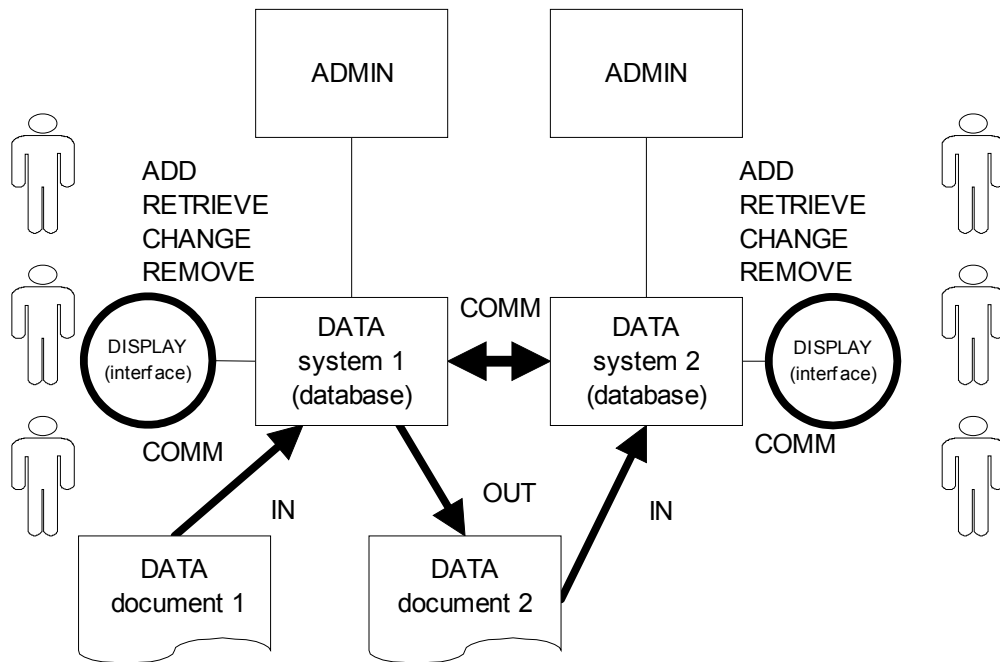 ADMIN
ADMIN
ADD
RETRIEVE
CHANGE
REMOVE
ADD
RETRIEVE
CHANGE
REMOVE
DISPLAY
(interface)
DATA
system 1
(database)
COMM
DATA
system 2
(database)
DISPLAY
(interface)
COMM
COMM
IN
OUT
IN
DATA
document 1
DATA
document 2